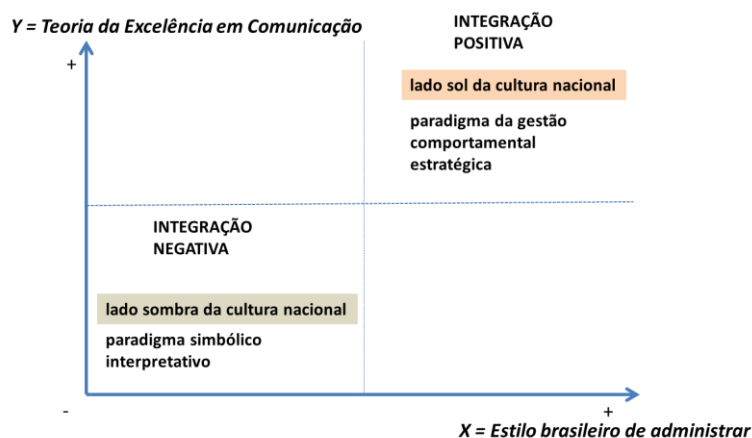 Y = Teoria da Excelência em Comunicação
INTEGRAÇÃO
POSITIVA
+
lado sol da cultura nacional
paradigma da gestão
comportamental
estratégica
INTEGRAÇÃO
NEGATIVA
lado sombra da cultura nacional
paradigma simbólico
interpretativo
-
+
X = Estilo brasileiro de administrar